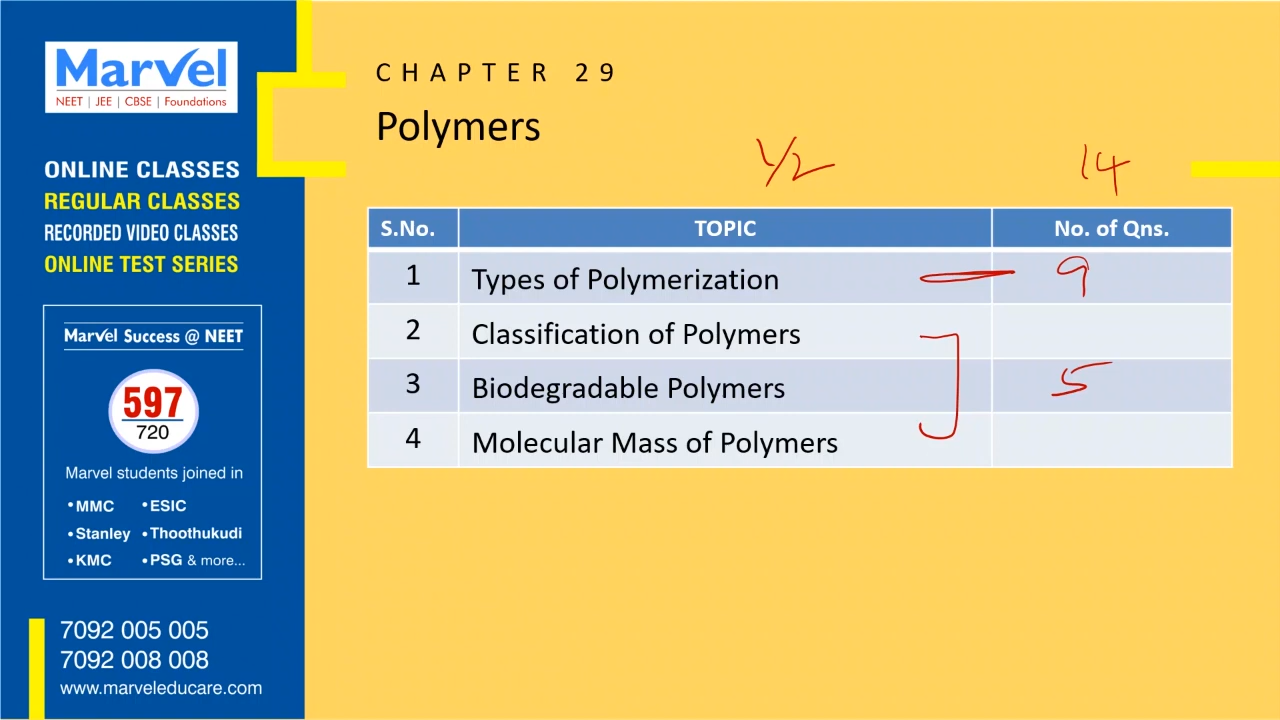 Marvel
NEET | JEE | CBSE | Foundations
ONLINE CLASSES
REGULAR CLASSES
RECORDED VIDEO CLASSES
ONLINE TEST SERIES
Marvel Success @ NEET
597
720
Marvel students joined in
•MMC •ESIC
•Stanley •Thoothukudi
•KMC •PSG & more...
7092 005 005
7092 008 008
www.marveleducare.com
CHAPTER 29
Polymers
1/2 14
S.No. TOPIC No. of Qns.
1 Types of Polymerization 9
2 Classification of Polymers
3 Biodegradable Polymers 5
4 Molecular Mass of Polymers